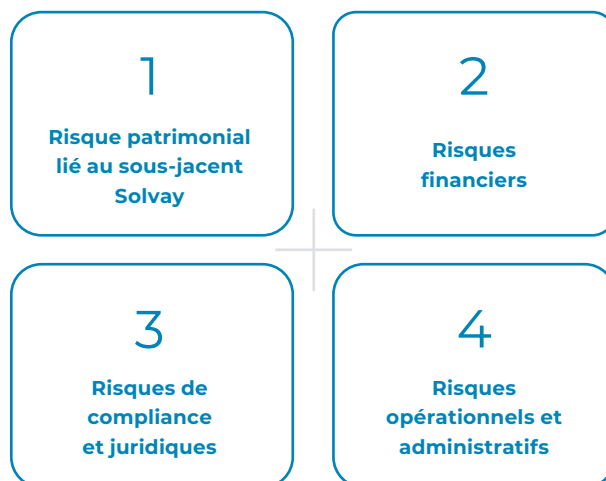 1
Risque patrimonial
lié au sous-jacent
Solvay
2
Risques
financiers
3
Risques de
compliance
et juridiques
4
Risques
opérationnels et
administratifs